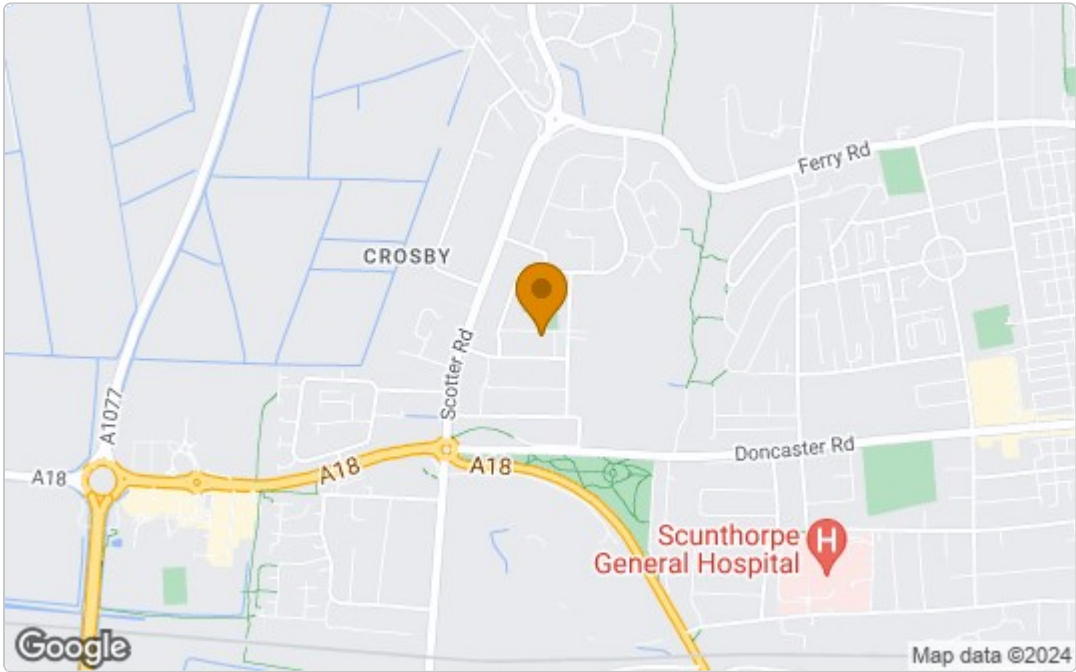 Ferry Rd
CROSBY
Scotter Rd
A1077
Doncaster Rd
A18
A18
A18
Scunthorpe
General Hospital
H
Google
Map data ©2024